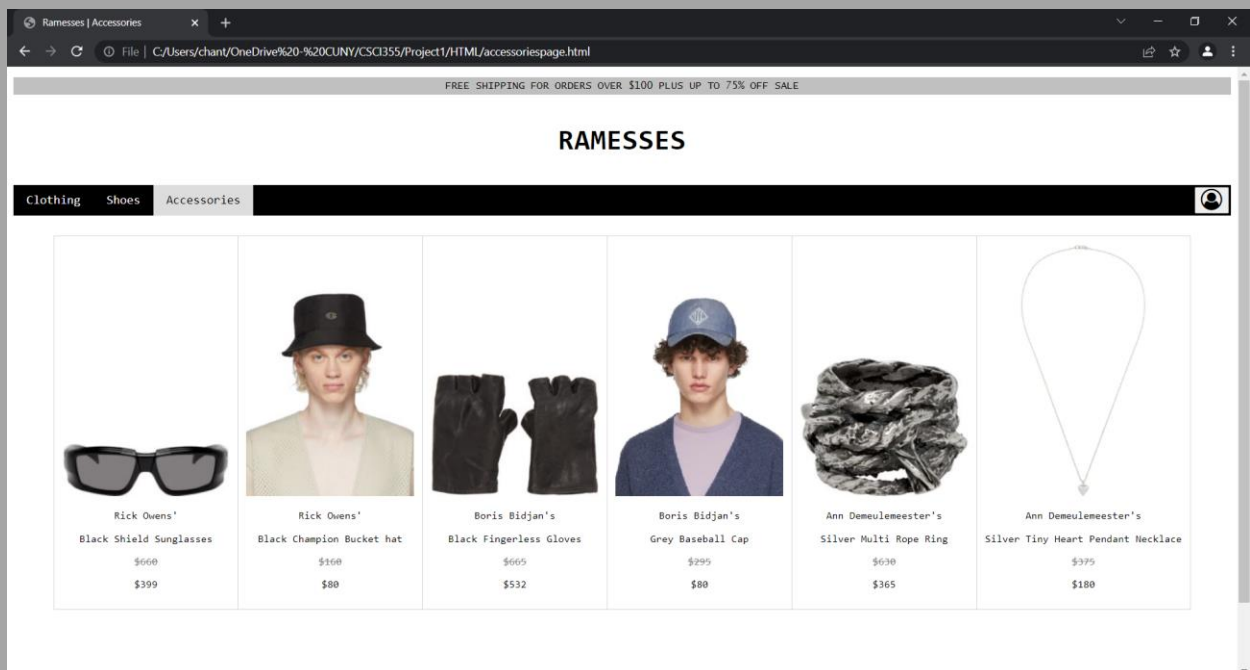 Ramesses | Accessories
File | C:/Users/chant/OneDrive%20-%20CUNY/CSCI355/Project1/HTML/accessoriespage.html
FREE SHIPPING FOR ORDERS OVER $100 PLUS UP TO 75% OFF SALE
RAMESSES
Clothing Shoes Accessories
Rick Owens'
Black Shield Sunglasses
$660
$399
Rick Owens'
Black Champion Bucket hat
$160
$80
Boris Bidjan's
Black Fingerless Gloves
$665
$532
Boris Bidjan's
Grey Baseball Cap
$295
$80
Ann Demeulemeester's
Silver Multi Rope Ring
$630
$365
Ann Demeulemeester's
Silver Tiny Heart Pendant Necklace
$375
$180